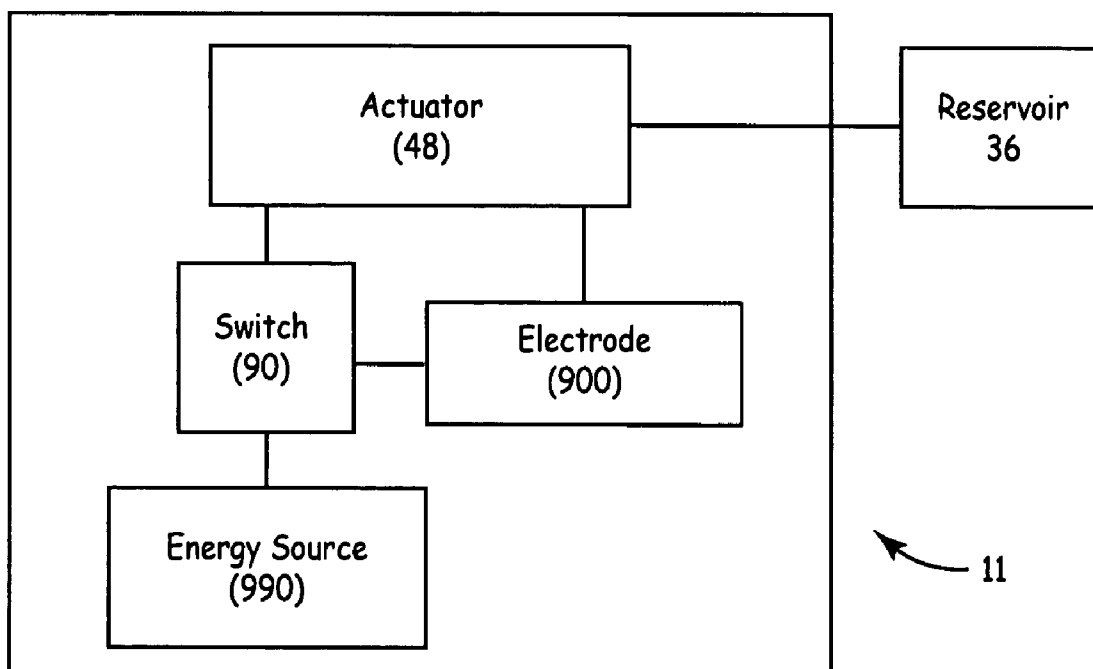 Actuator
(48)
Reservoir
36
Switch
(90)
Electrode
(900)
Energy Source
(990)
11